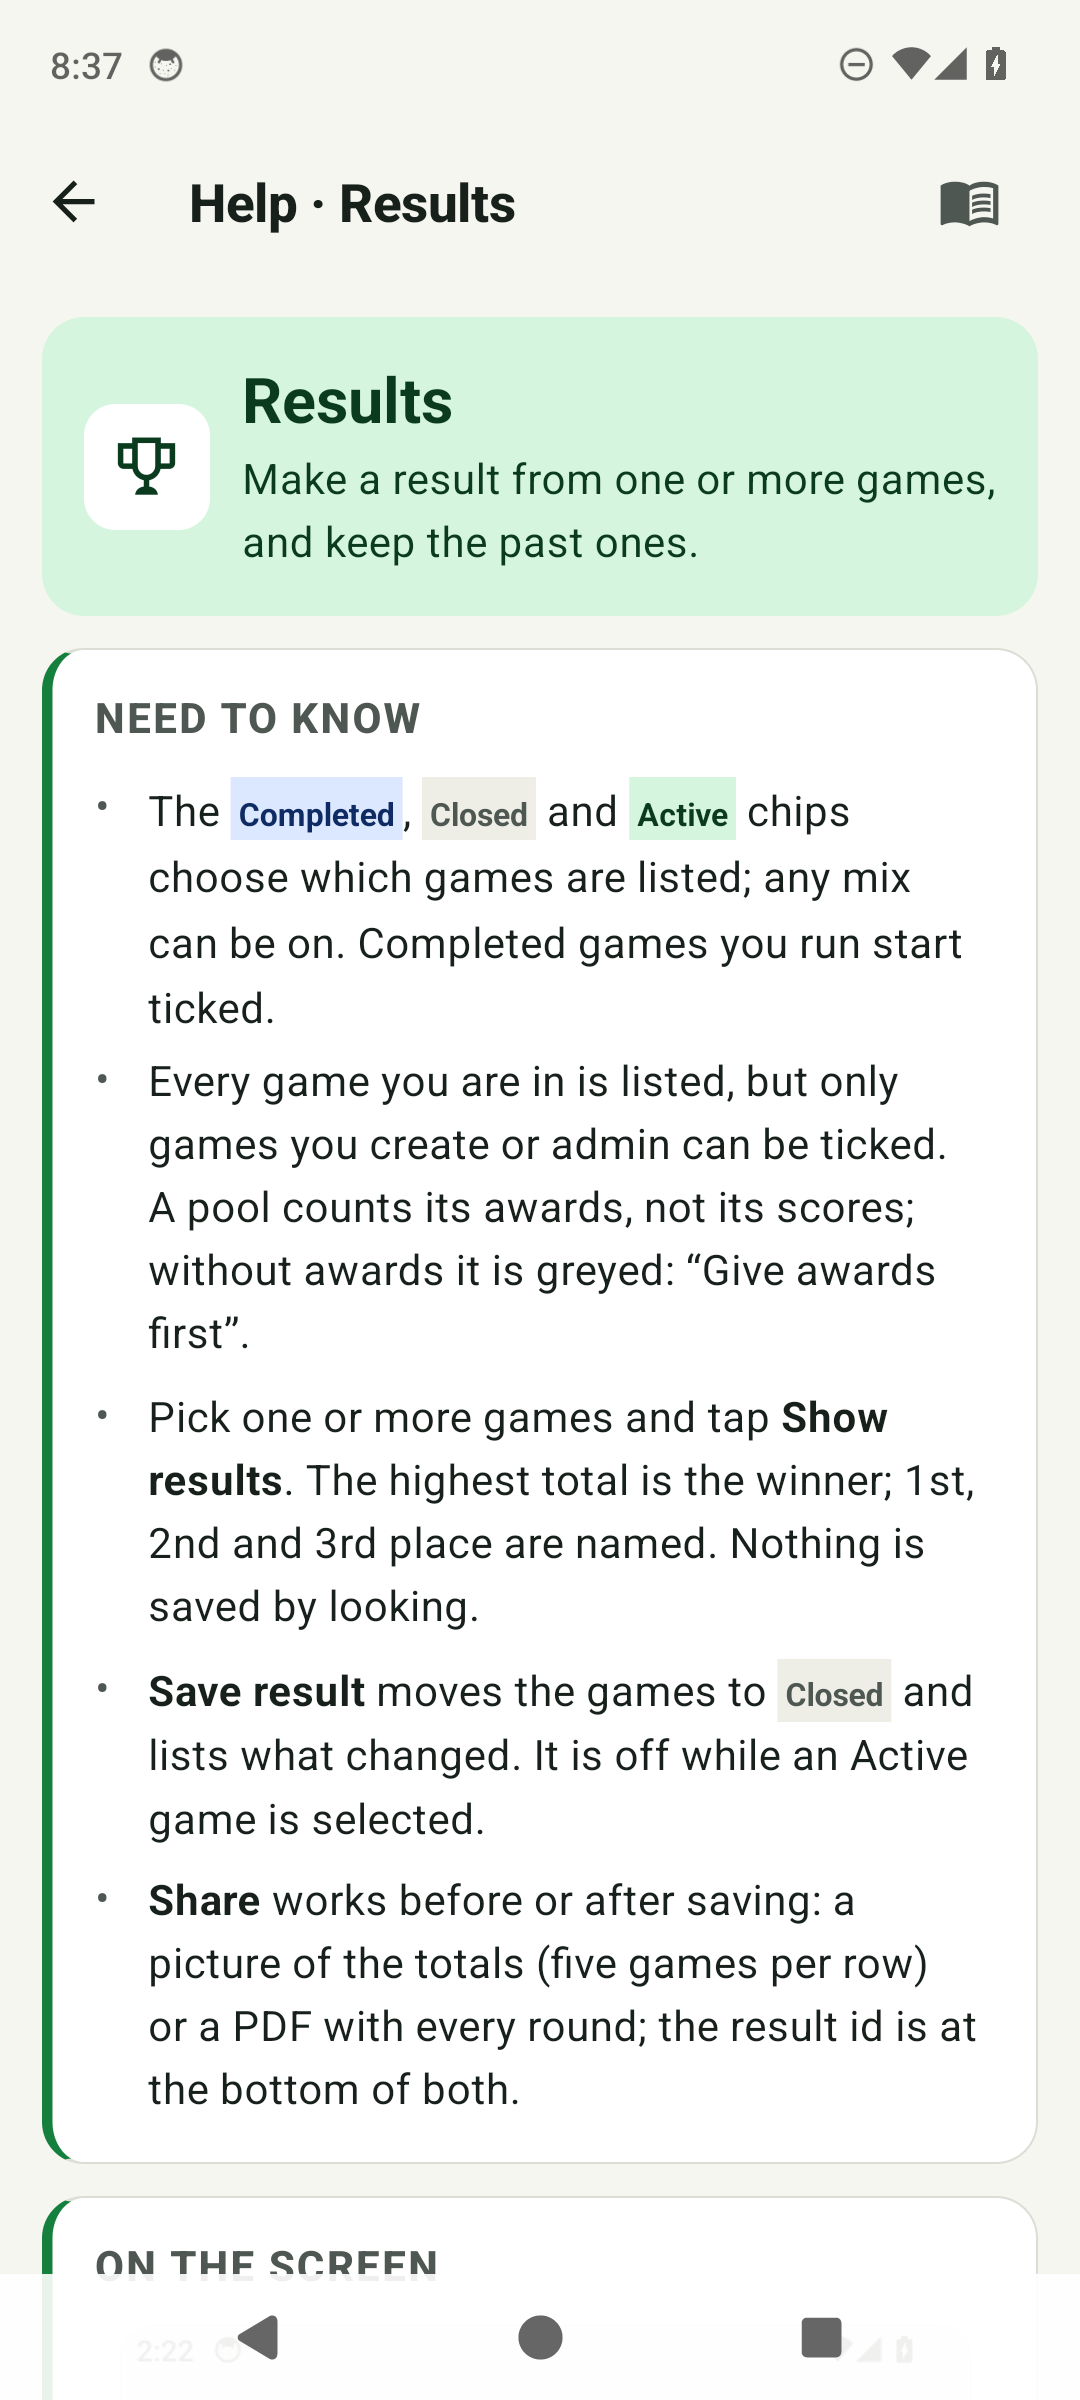 8:37
Help · Results
Results
Make a result from one or more games,
and keep the past ones.
NEED TO KNOW
• The Completed, Closed and Active chips
choose which games are listed; any mix
can be on. Completed games you run start
ticked.
• Every game you are in is listed, but only
games you create or admin can be ticked.
A pool counts its awards, not its scores;
without awards it is greyed: “Give awards
first”.
• Pick one or more games and tap Show
results. The highest total is the winner; 1st,
2nd and 3rd place are named. Nothing is
saved by looking.
• Save result moves the games to Closed and
lists what changed. It is off while an Active
game is selected.
• Share works before or after saving: a
picture of the totals (five games per row)
or a PDF with every round; the result id is at
the bottom of both.
ON THE SCREEN
2:22